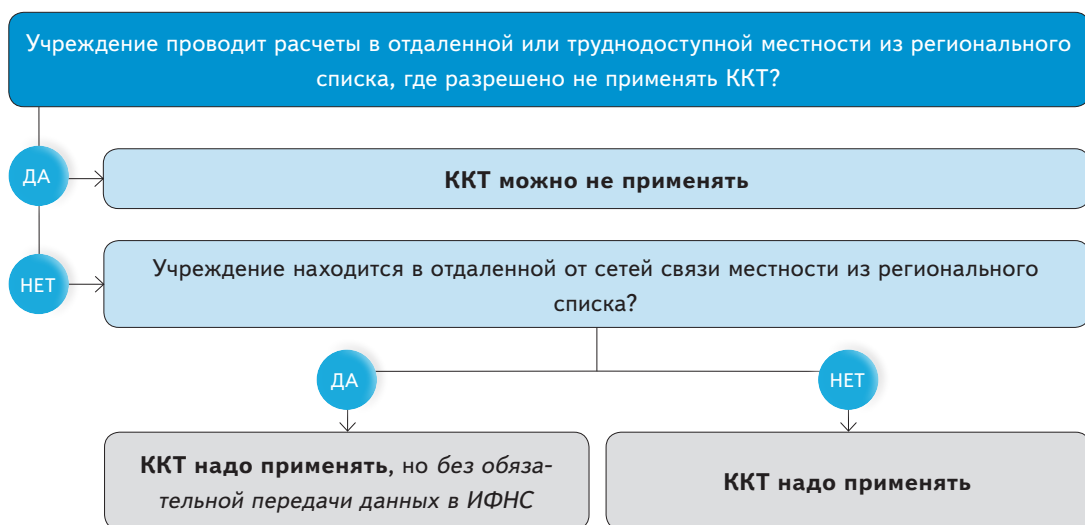 Учреждение проводит расчеты в отдаленной или труднодоступной местности из регионального
списка, где разрешено не применять ККТ?
ДА
ККТ можно не применять
НЕТ
Учреждение находится в отдаленной от сетей связи местности из регионального
списка?
ДА
НЕТ
ККТ надо применять, но без обяза-
тельной передачи данных в ИФНС
ККТ надо применять